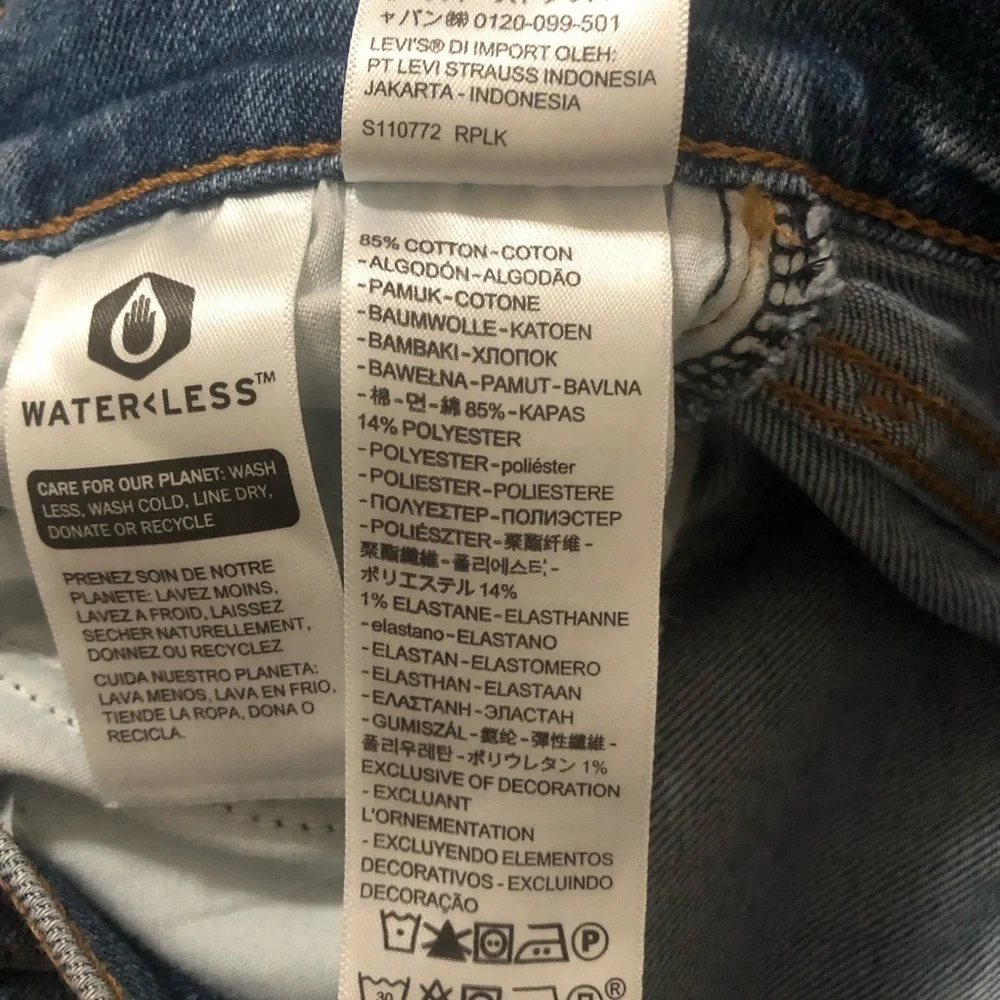 ャパン㈱ 0120-099-501
LEVI'S® DI IMPORT OLEH:
PT LEVI STRAUSS INDONESIA
JAKARTA - INDONESIA
S110772 RPLK
WATER<LESS™
CARE FOR OUR PLANET: WASH
LESS, WASH COLD, LINE DRY,
DONATE OR RECYCLE
PRENEZ SOIN DE NOTRE
PLANETE: LAVEZ MOINS,
LAVEZ A FROID, LAISSEZ
SECHER NATURELLEMENT,
DONNEZ OU RECYCLEZ
CUIDA NUESTRO PLANETA:
LAVA MENOS, LAVA EN FRIO,
TIENDE LA ROPA, DONA O
RECICLA.
85% COTTON-COTON
-ALGODÓN-ALGODÃO
-PAMUK-COTONE
-BAUMWOLLE-KATOEN
-BAMBAKI-ХЛОПОК
-BAWEŁNA-PAMUT-BAVLNA
-棉-면-綿 85%-KAPAS
14% POLYESTER
-POLYESTER-poliéster
-POLIESTER-POLIESTERE
-ΠΟΛΥΕΣΤΕΡ-ПОЛИЭСТЕР
-POLIÉSZTER-聚酯纤维-
聚酯纖維-폴리에스터-
ポリエステル 14%
1% ELASTANE-ELASTHANNE
-elastano-ELASTANO
-ELASTAN-ELASTOMERO
-ELASTHAN-ELASTAAN
-ΕΛΑΣΤΑΝΗ-ЭЛАСТАН
-GUMISZÁL-氨纶-彈性纖維-
폴리우레탄-ポリウレタン 1%
EXCLUSIVE OF DECORATION
- EXCLUANT
L'ORNEMENTATION
- EXCLUYENDO ELEMENTOS
DECORATIVOS-EXCLUINDO
DECORAÇÃO
P
30 ®